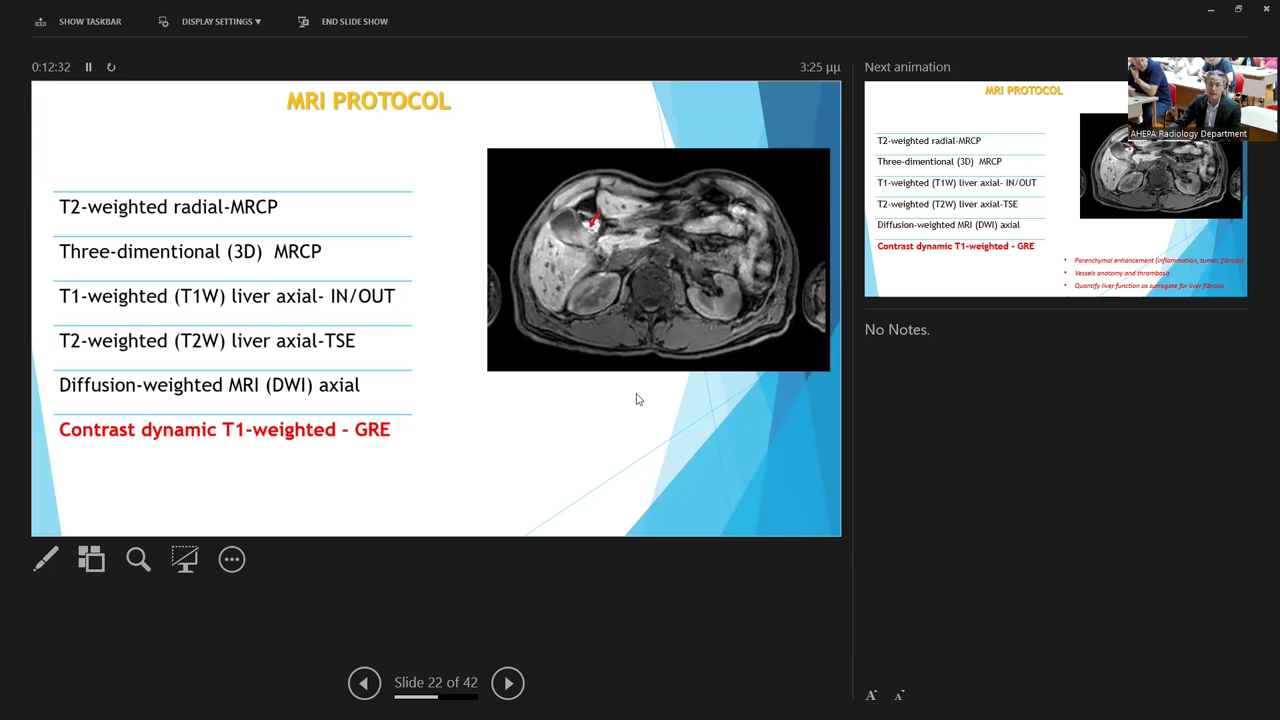 SHOW TASKBAR
DISPLAY SETTINGS ▼
END SLIDE SHOW
0:12:32
3:25 μμ
Next animation
MRI PROTOCOL
T2-weighted radial-MRCP
Three-dimentional (3D) MRCP
T1-weighted (T1W) liver axial- IN/OUT
T2-weighted (T2W) liver axial-TSE
Diffusion-weighted MRI (DWI) axial
Contrast dynamic T1-weighted - GRE
Slide 22 of 42
MRI PROTOCOL
AHEPA Radiology Department
T2-weighted radial-MRCP
Three-dimentional (3D) MRCP
T1-weighted (T1W) liver axial- IN/OUT
T2-weighted (T2W) liver axial-TSE
Diffusion-weighted MRI (DWI) axial
Contrast dynamic T1-weighted - GRE
• Parenchymal enhancement (inflammation, tumor, fibrosis)
• Vessels anatomy and thrombasis
• Quantify liver function as surrogate for liver fibrosis
No Notes.
A A